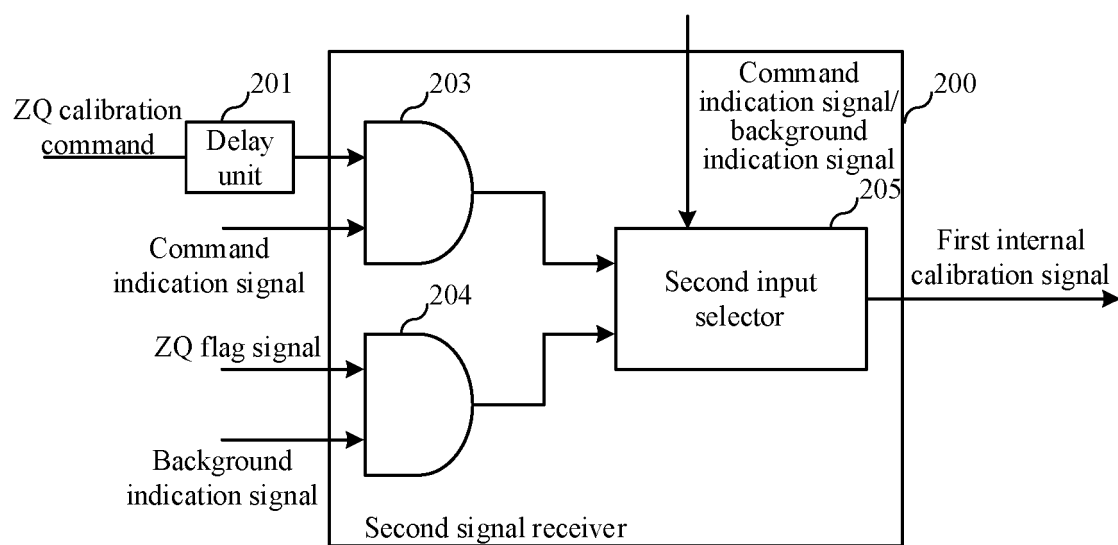 ZQ calibration
command
201
Delay
unit
203
Command
indication signal/
background
indication signal
200
205
Command
indication signal
Second input
selector
First internal
calibration signal
204
ZQ flag signal
Background
indication signal
Second signal receiver